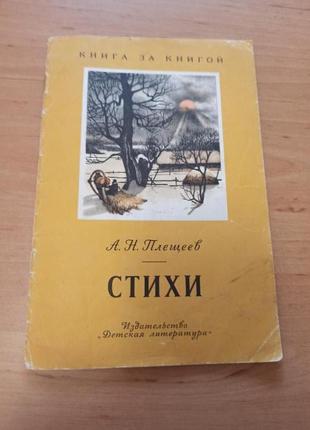 КНИГА ЗА КНИГОЙ
А. Н. Плещеев
СТИХИ
Издательство
„Детская литература"